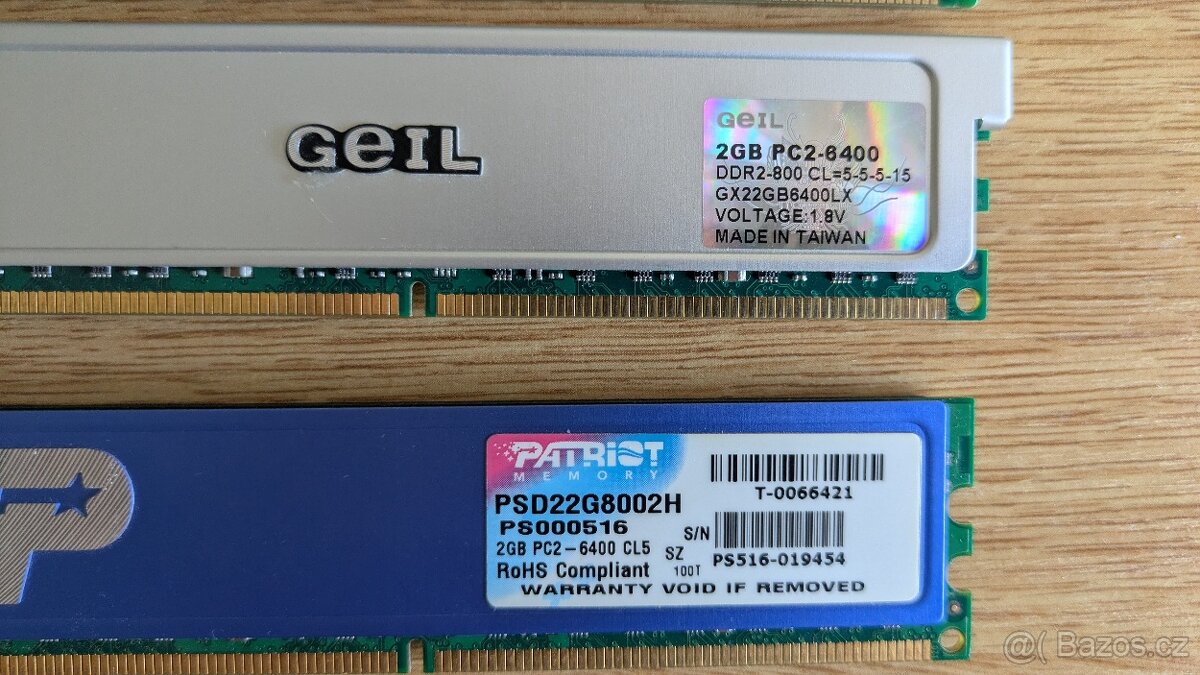 GeIL
GeIL
2GB PC2-6400
DDR2-800 CL=5-5-5-15
GX22GB6400LX
VOLTAGE:1.8V
MADE IN TAIWAN
PATRIOT
MEMORY
T-0066421
PSD22G8002H
PS000516
S/N
2GB PC2-6400 CL5
SZ
PS516-019454
RoHS Compliant
100T
WARRANTY VOID IF REMOVED
@( Bazos.cz